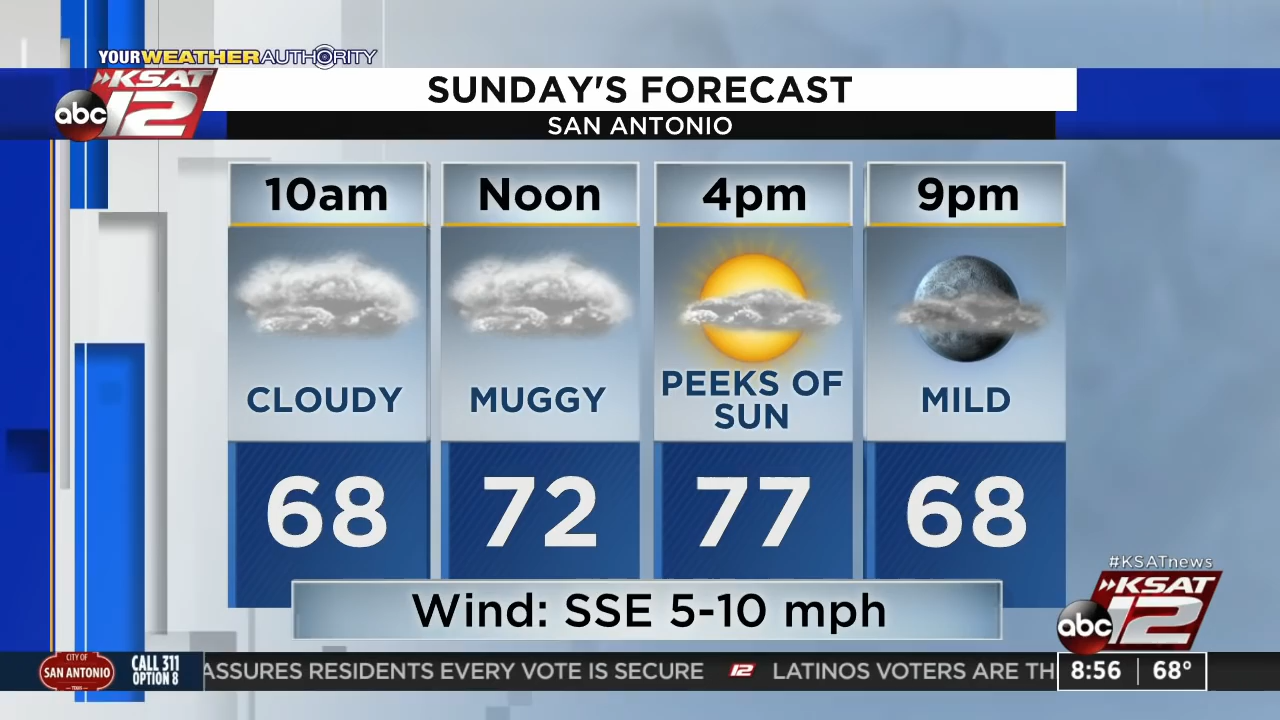 YOURWEATHERAUTHORITY
KSAT
abc 12
SUNDAY'S FORECAST
SAN ANTONIO
10am Noon 4pm 9pm
CLOUDY MUGGY PEEKS OF SUN MILD
68 72 77 68
Wind: SSE 5-10 mph
#KSATnews
KSAT
abc 12
CITY OF
SAN ANTONIO
TEXAS
CALL 311
OPTION 8
ASSURES RESIDENTS EVERY VOTE IS SECURE 12 LATINOS VOTERS ARE TH
8:56 68°